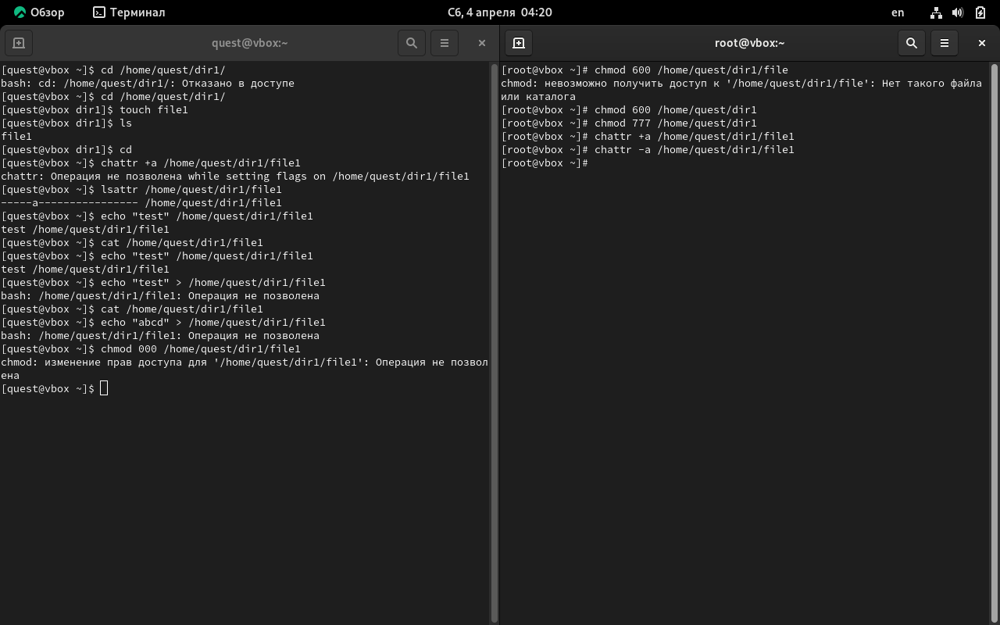 Обзор Терминал Сб, 4 апреля 04:20 en
quest@vbox:~
[quest@vbox ~]$ cd /home/quest/dir1/
bash: cd: /home/quest/dir1/: Отказано в доступе
[quest@vbox ~]$ cd /home/quest/dir1/
[quest@vbox dir1]$ touch file1
[quest@vbox dir1]$ ls
file1
[quest@vbox dir1]$ cd
[quest@vbox ~]$ chattr +a /home/quest/dir1/file1
chattr: Операция не позволена while setting flags on /home/quest/dir1/file1
[quest@vbox ~]$ lsattr /home/quest/dir1/file1
-----a---------------- /home/quest/dir1/file1
[quest@vbox ~]$ echo "test" /home/quest/dir1/file1
test /home/quest/dir1/file1
[quest@vbox ~]$ cat /home/quest/dir1/file1
[quest@vbox ~]$ echo "test" /home/quest/dir1/file1
test /home/quest/dir1/file1
[quest@vbox ~]$ echo "test" > /home/quest/dir1/file1
bash: /home/quest/dir1/file1: Операция не позволена
[quest@vbox ~]$ cat /home/quest/dir1/file1
[quest@vbox ~]$ echo "abcd" > /home/quest/dir1/file1
bash: /home/quest/dir1/file1: Операция не позволена
[quest@vbox ~]$ chmod 000 /home/quest/dir1/file1
chmod: изменение прав доступа для '/home/quest/dir1/file1': Операция не позвол
ена
[quest@vbox ~]$
root@vbox:~
[root@vbox ~]# chmod 600 /home/quest/dir1/file
chmod: невозможно получить доступ к '/home/quest/dir1/file': Нет такого файла
или каталога
[root@vbox ~]# chmod 600 /home/quest/dir1
[root@vbox ~]# chmod 777 /home/quest/dir1
[root@vbox ~]# chattr +a /home/quest/dir1/file1
[root@vbox ~]# chattr -a /home/quest/dir1/file1
[root@vbox ~]#